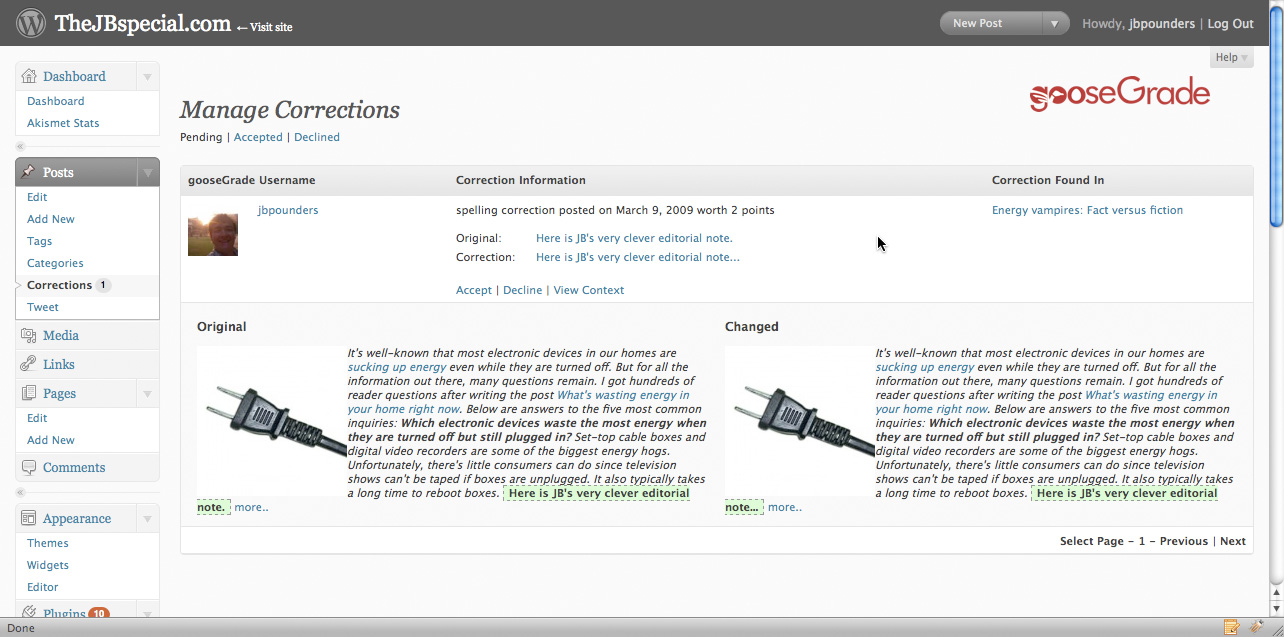 TheJBspecial.com ← Visit site
New Post
Howdy, jbpounders | Log Out
Help
Dashboard
Dashboard
Akismet Stats
Posts
Edit
Add New
Tags
Categories
Corrections 1
Tweet
Media
Links
Pages
Edit
Add New
Comments
Appearance
Themes
Widgets
Editor
Plugins 10
gooseGrade
Manage Corrections
Pending | Accepted | Declined
gooseGrade Username Correction Information Correction Found In
jbpounders spelling correction posted on March 9, 2009 worth 2 points Energy vampires: Fact versus fiction
Original: Here is JB's very clever editorial note.
Correction: Here is JB's very clever editorial note...
Accept | Decline | View Context
Original
It's well-known that most electronic devices in our homes are
sucking up energy even while they are turned off. But for all the
information out there, many questions remain. I got hundreds of
reader questions after writing the post What's wasting energy in
your home right now. Below are answers to the five most common
inquiries: Which electronic devices waste the most energy when
they are turned off but still plugged in? Set-top cable boxes and
digital video recorders are some of the biggest energy hogs.
Unfortunately, there's little consumers can do since television
shows can't be taped if boxes are unplugged. It also typically takes
a long time to reboot boxes. Here is JB's very clever editorial
note. more..
Changed
It's well-known that most electronic devices in our homes are
sucking up energy even while they are turned off. But for all the
information out there, many questions remain. I got hundreds of
reader questions after writing the post What's wasting energy in
your home right now. Below are answers to the five most common
inquiries: Which electronic devices waste the most energy when
they are turned off but still plugged in? Set-top cable boxes and
digital video recorders are some of the biggest energy hogs.
Unfortunately, there's little consumers can do since television
shows can't be taped if boxes are unplugged. It also typically takes
a long time to reboot boxes. Here is JB's very clever editorial
note... more..
Select Page – 1 – Previous | Next
Done